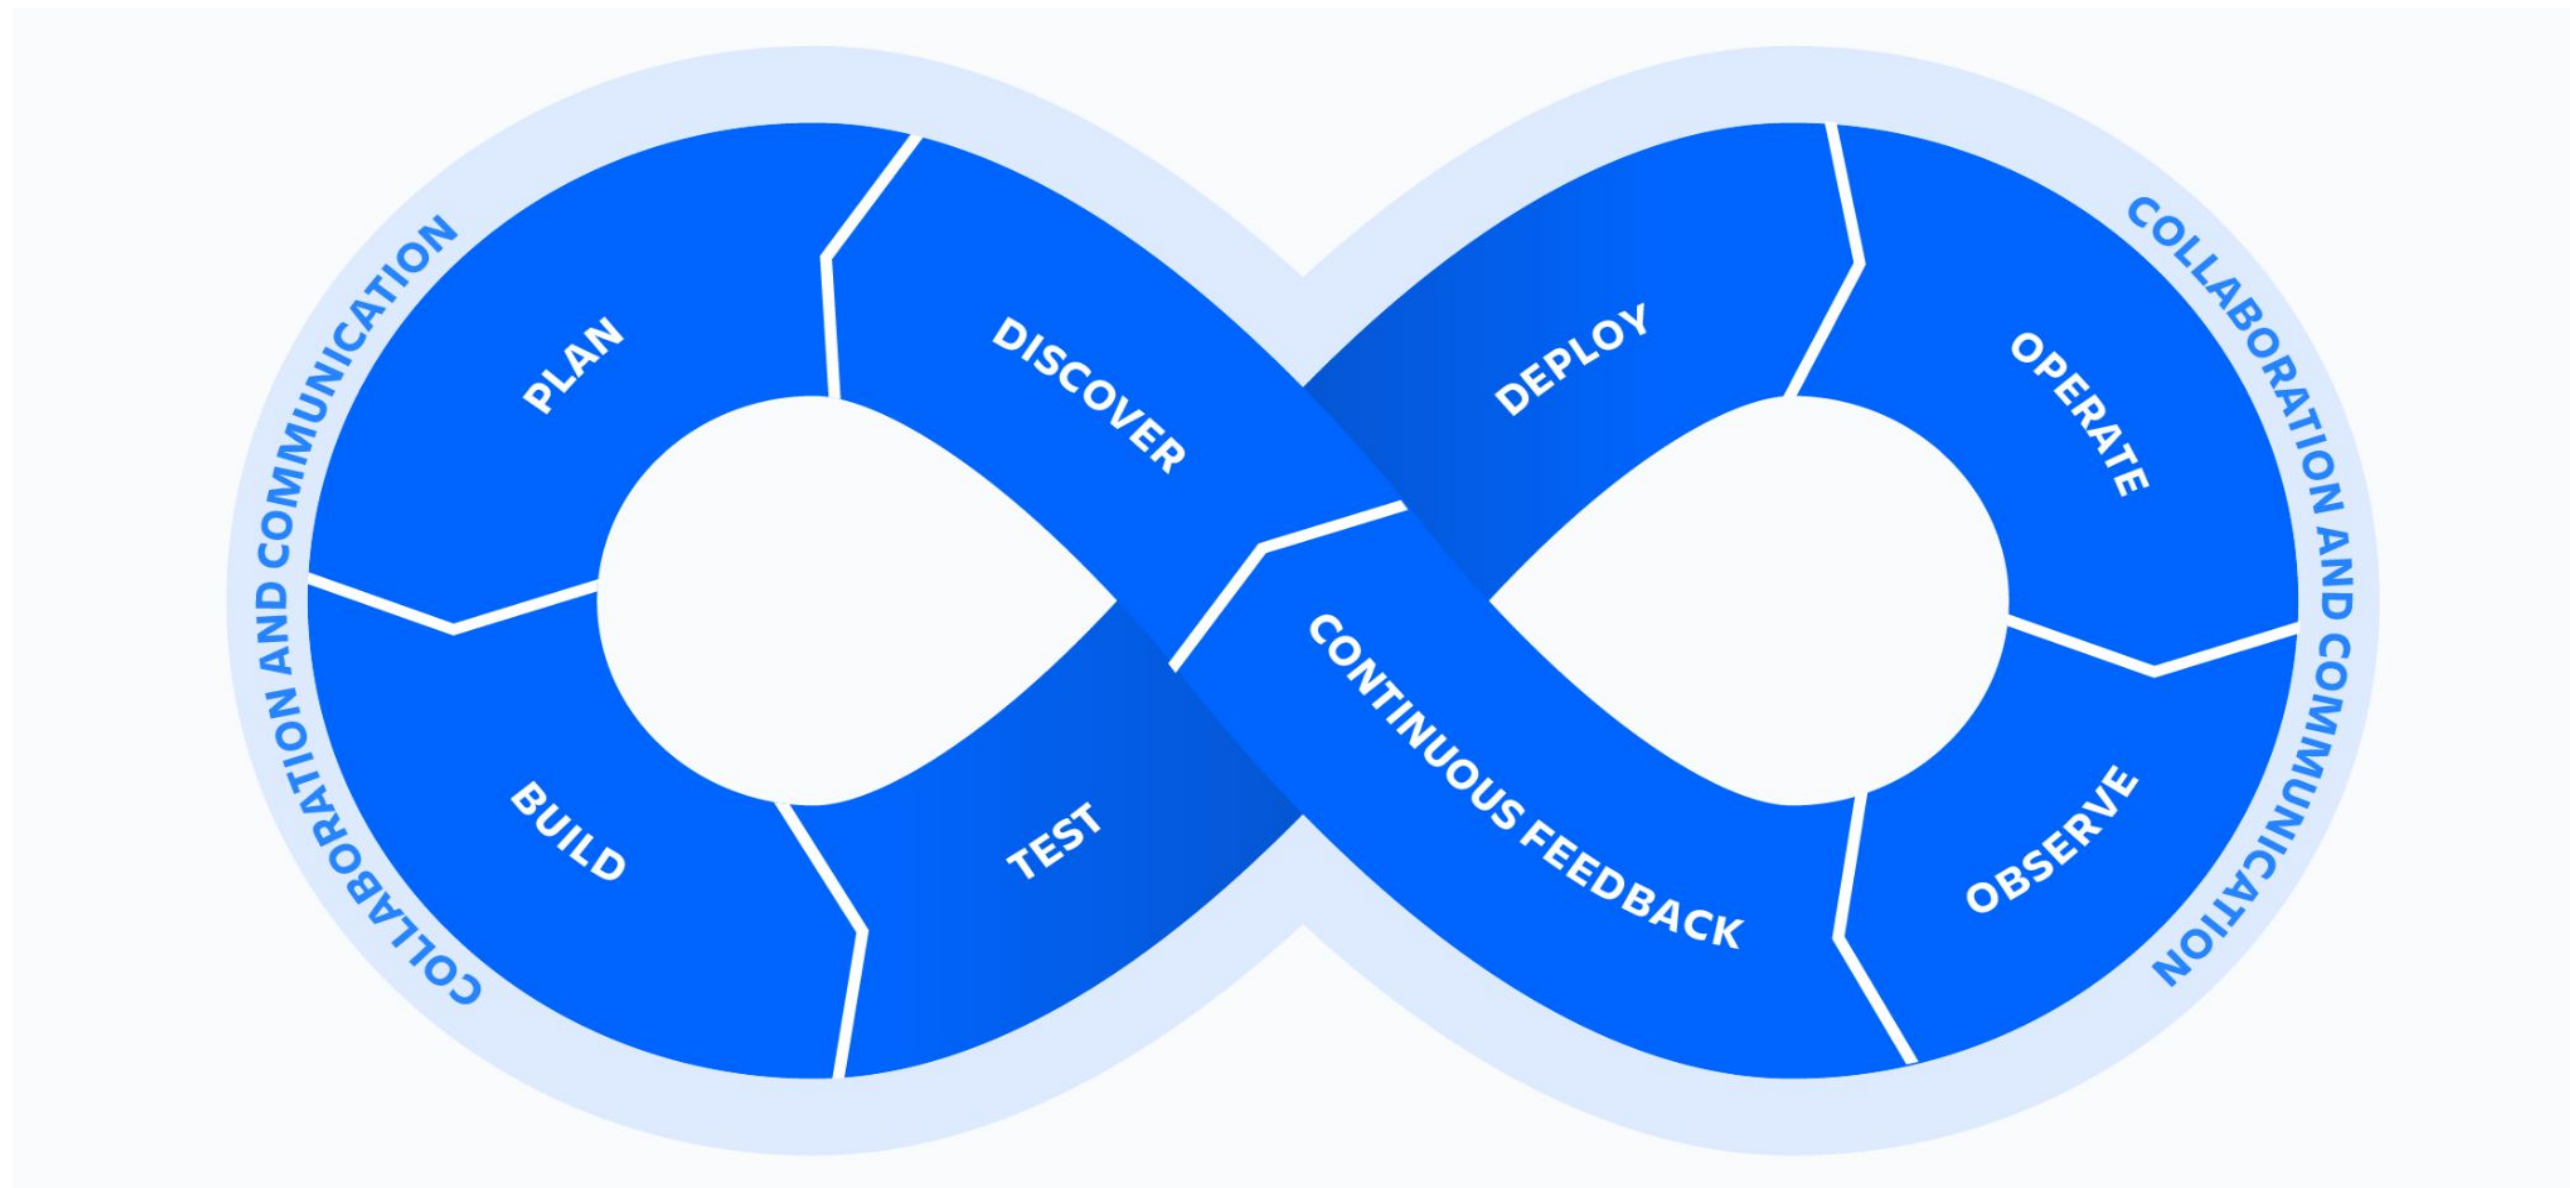 COLLABORATION AND COMMUNICATION
PLAN
DISCOVER
DEPLOY
OPERATE
COLLABORATION AND COMMUNICATION
BUILD
TEST
CONTINUOUS FEEDBACK
OBSERVE